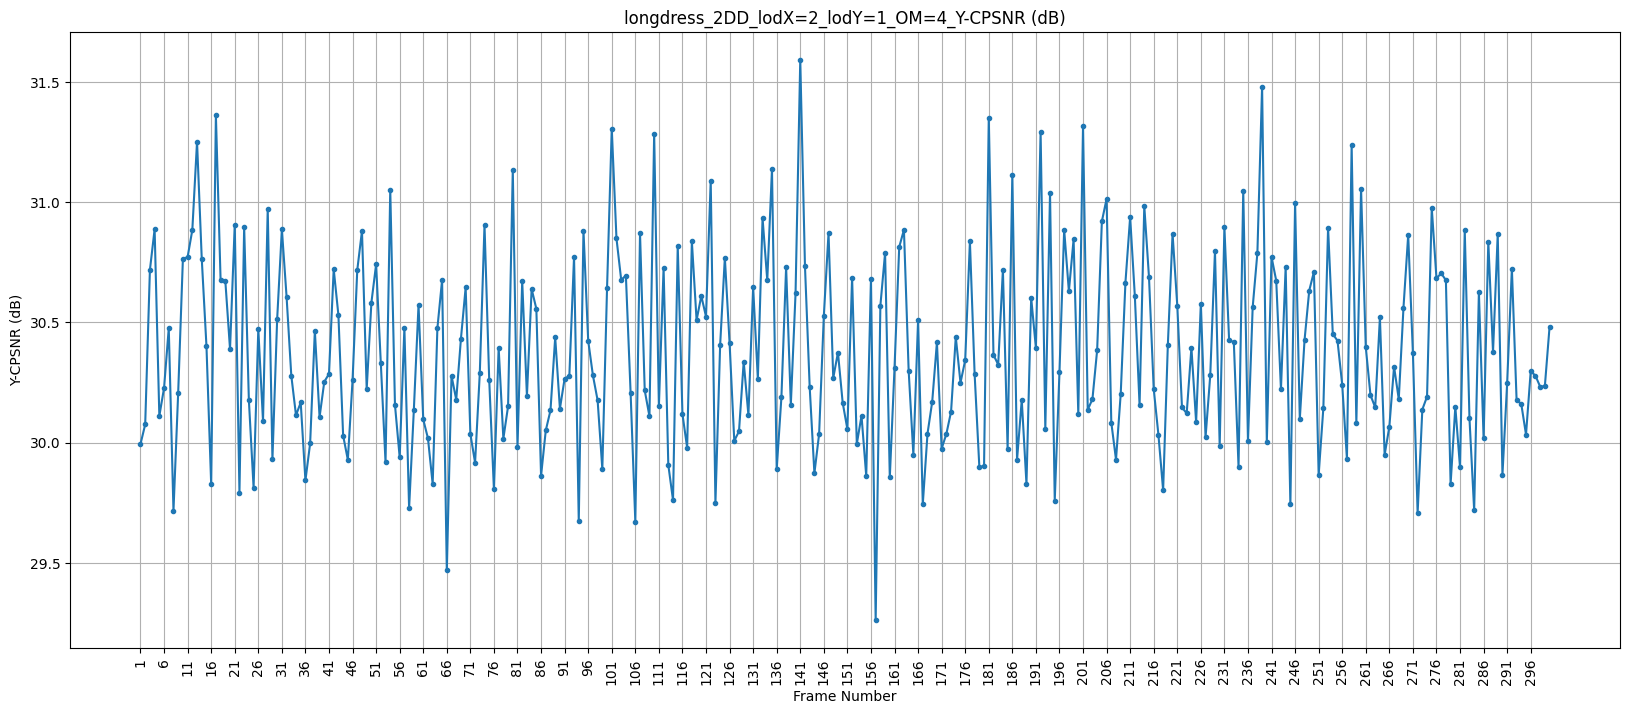 longdress_2DD_lodX=2_lodY=1_OM=4_Y-CPSNR (dB)
Y-CPSNR (dB)
31.5
31.0
30.5
30.0
29.5
1 6 11 16 21 26 31 36 41 46 51 56 61 66 71 76 81 86 91 96 101 106 111 116 121 126 131 136 141 146 151 156 161 166 171 176 181 186 191 196 201 206 211 216 221 226 231 236 241 246 251 256 261 266 271 276 281 286 291 296
Frame Number